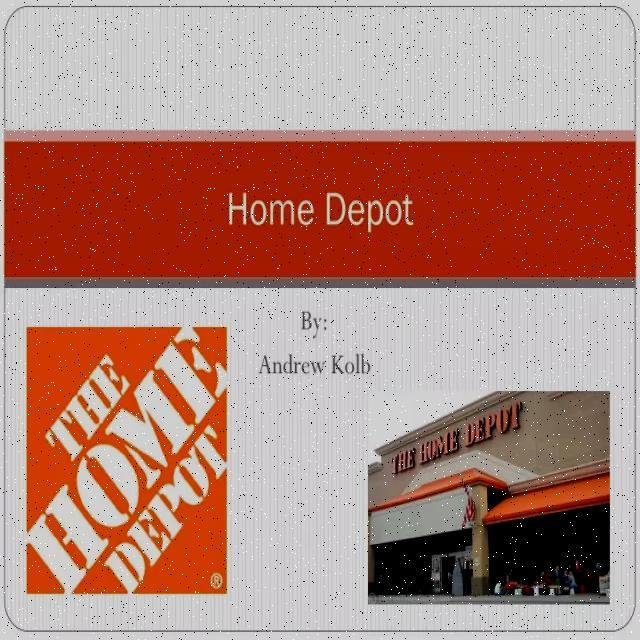 Home Depot
By:
Andrew Kolb
THE
HOME
DEPOT
®
THE HOME DEPOT